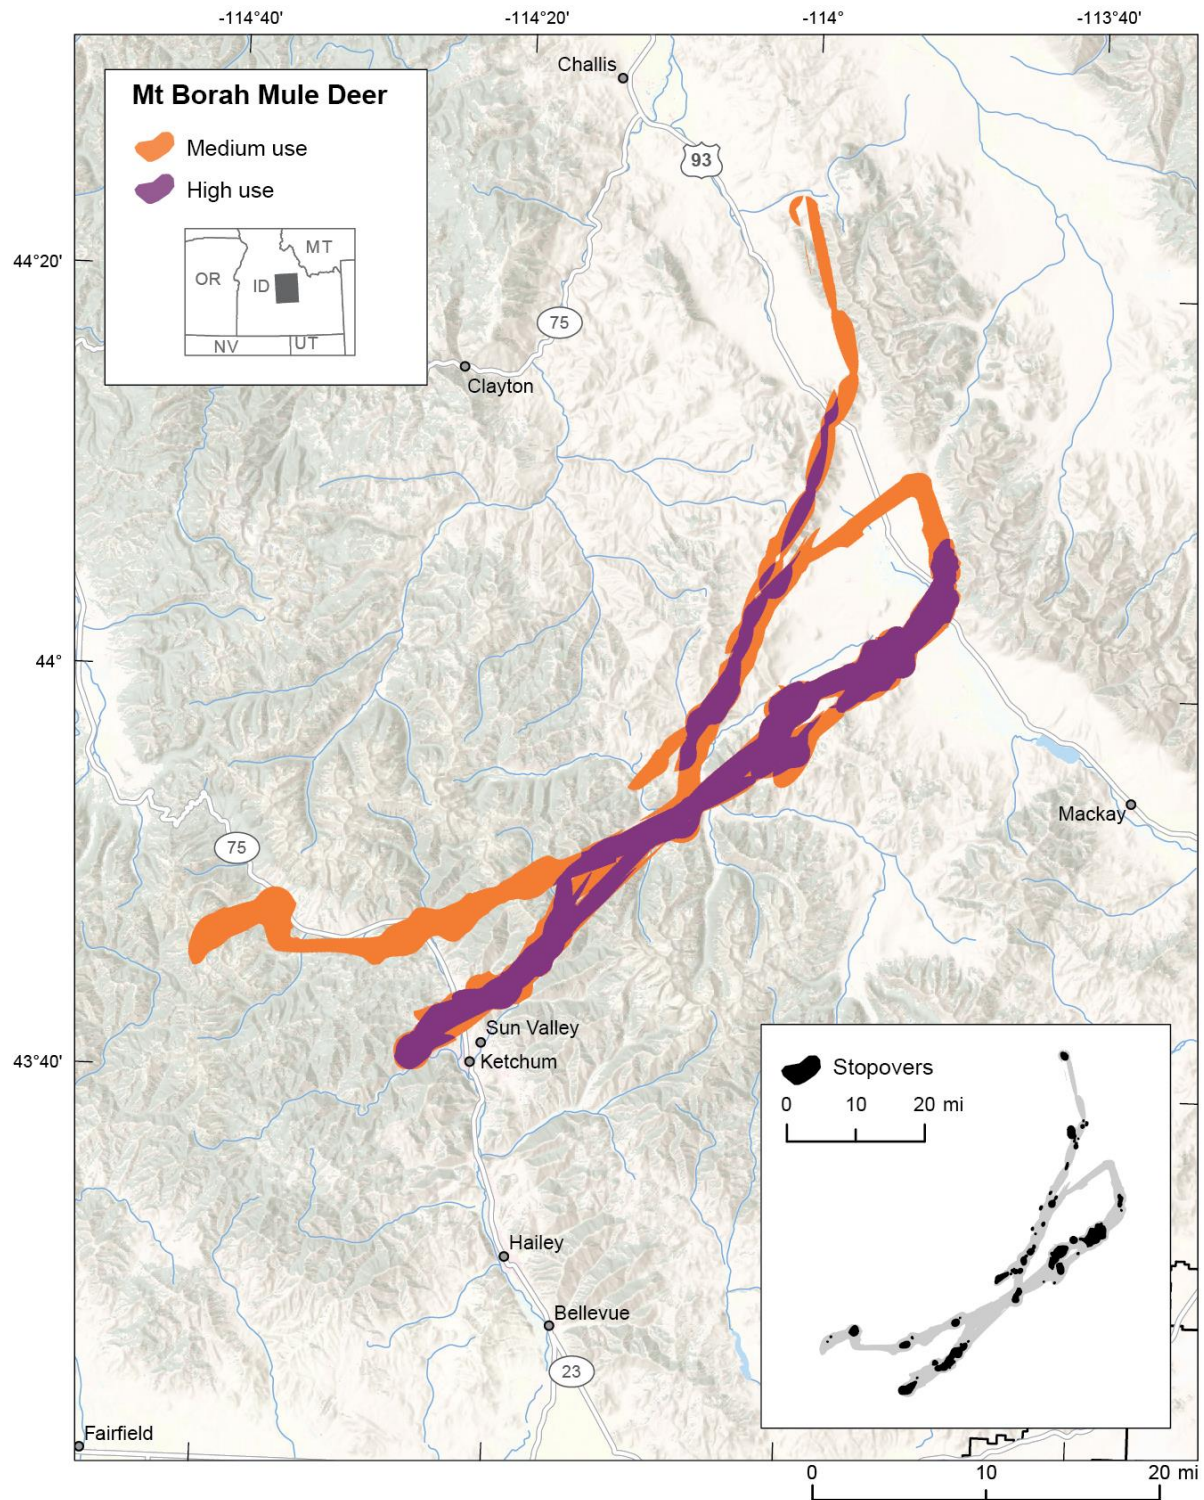 -114°40'
-114°20'
-114°
-113°40'
Mt Borah Mule Deer
Medium use
High use
MT
OR
ID
NV
UT
Challis
93
44°20'
75
Clayton
44°
Mackay
75
Sun Valley
43°40'
Ketchum
Stopovers
0 10 20 mi
Hailey
Bellevue
23
Fairfield
0 10 20 mi